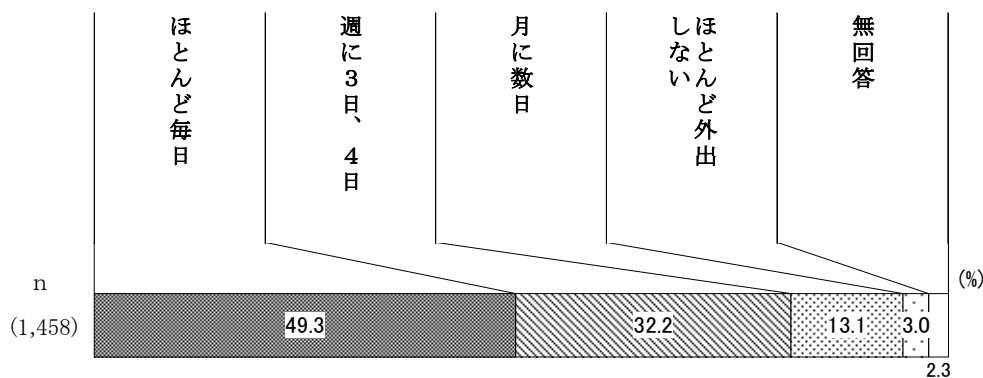 ほとんど毎日
週に３日、４日
月に数日
ほとんど外出
しない
無回答
(%)
ｎ
(1,458)
49.3
32.2
13.1
3.0
2.3